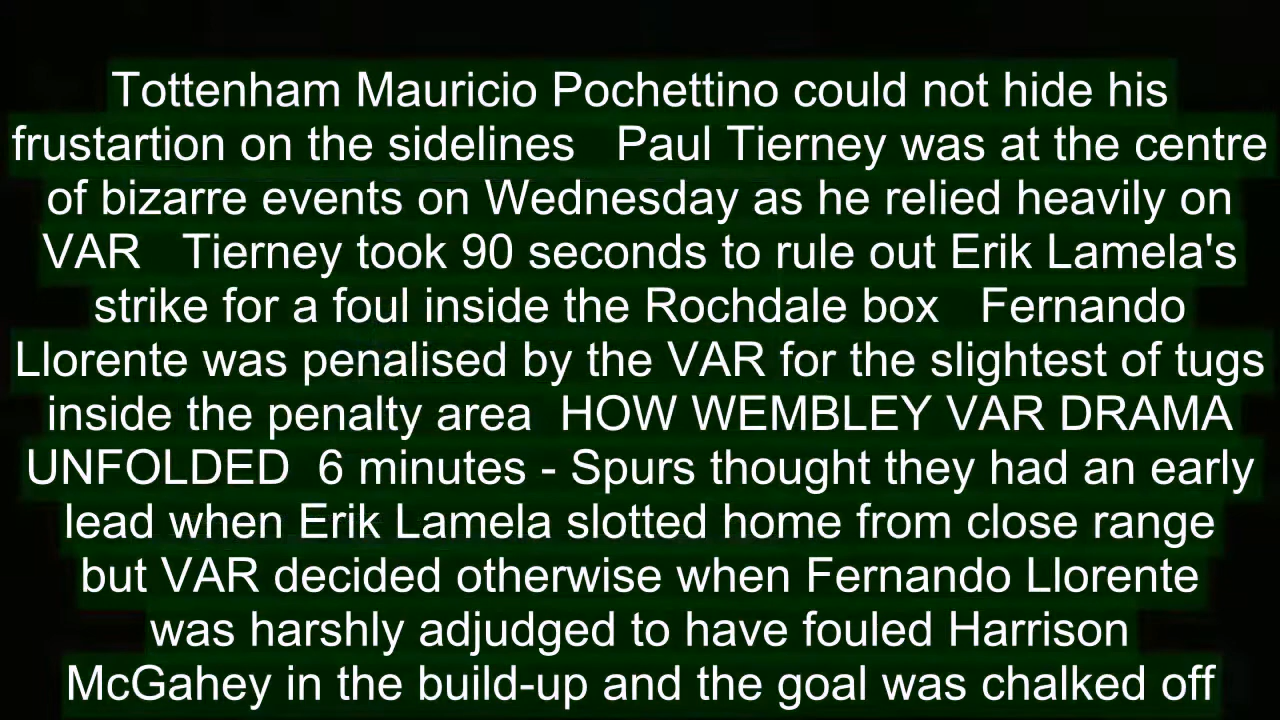 Tottenham Mauricio Pochettino could not hide his
frustartion on the sidelines   Paul Tierney was at the centre
of bizarre events on Wednesday as he relied heavily on
VAR   Tierney took 90 seconds to rule out Erik Lamela's
strike for a foul inside the Rochdale box   Fernando
Llorente was penalised by the VAR for the slightest of tugs
inside the penalty area  HOW WEMBLEY VAR DRAMA
UNFOLDED  6 minutes - Spurs thought they had an early
lead when Erik Lamela slotted home from close range
but VAR decided otherwise when Fernando Llorente
was harshly adjudged to have fouled Harrison
McGahey in the build-up and the goal was chalked off